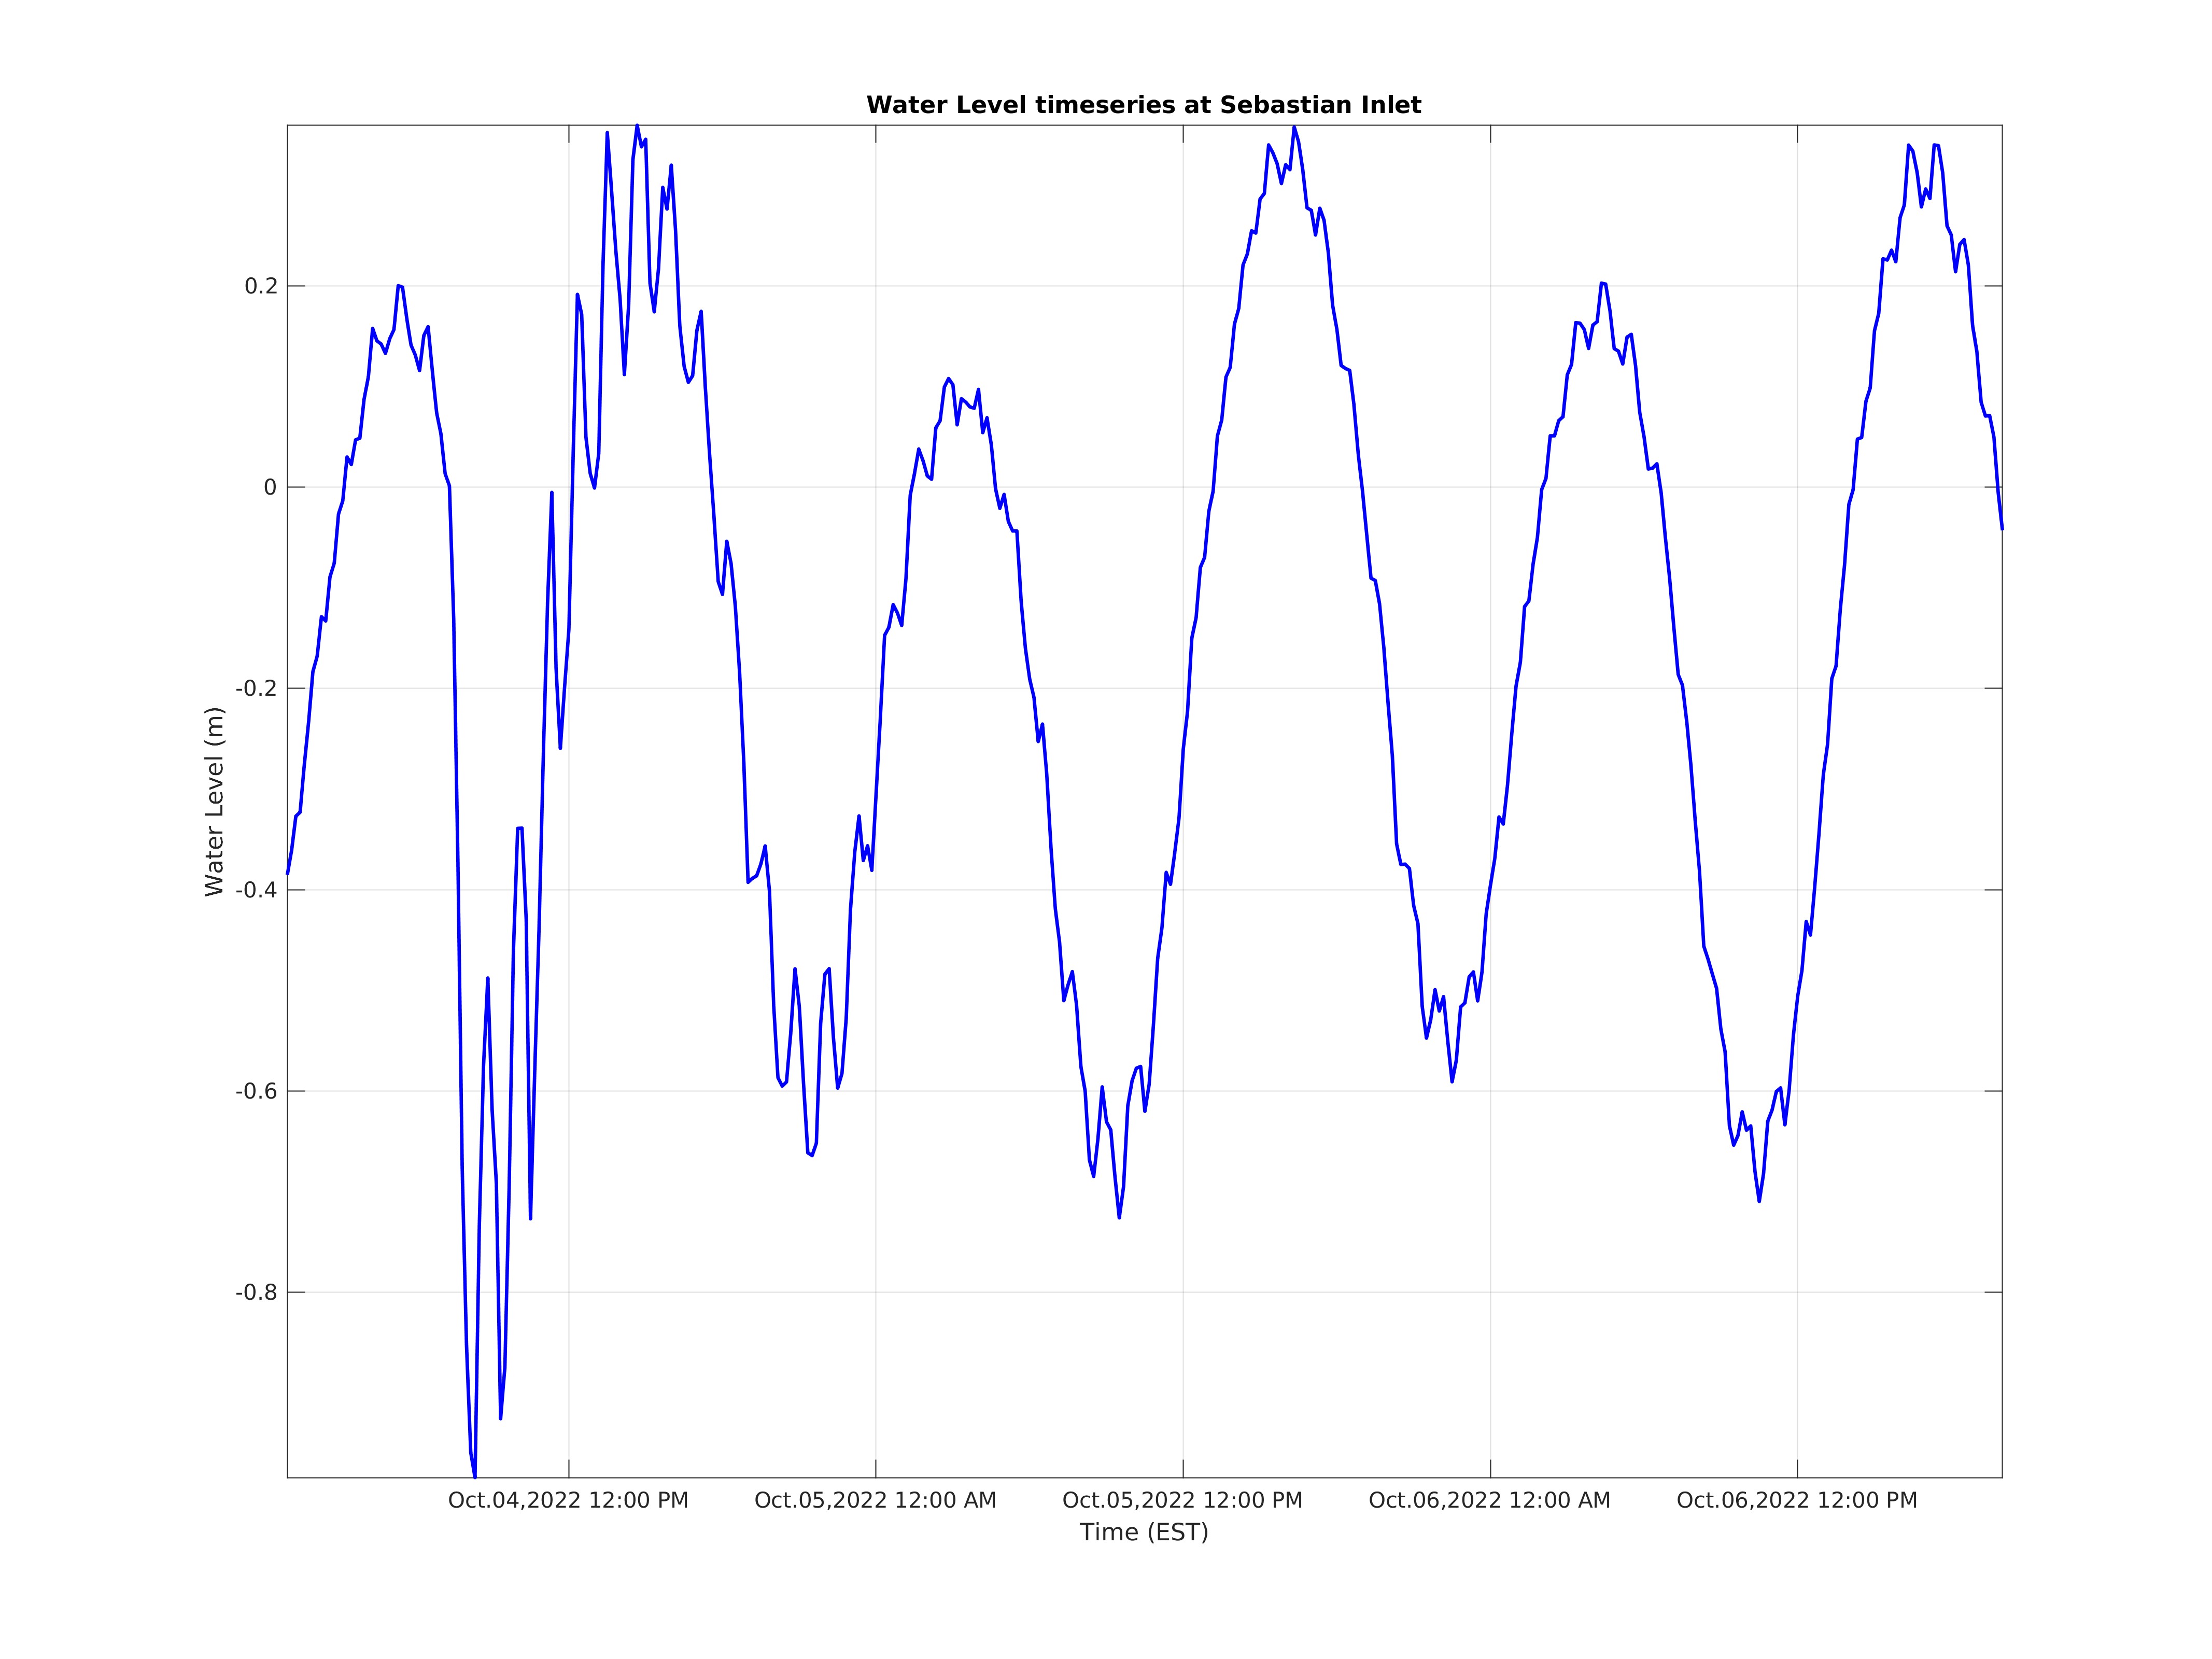 Water Level timeseries at Sebastian Inlet
0.2
0
-0.2
-0.4
-0.6
-0.8
Water Level (m)
Oct.04,2022 12:00 PM
Oct.05,2022 12:00 AM
Oct.05,2022 12:00 PM
Oct.06,2022 12:00 AM
Oct.06,2022 12:00 PM
Time (EST)